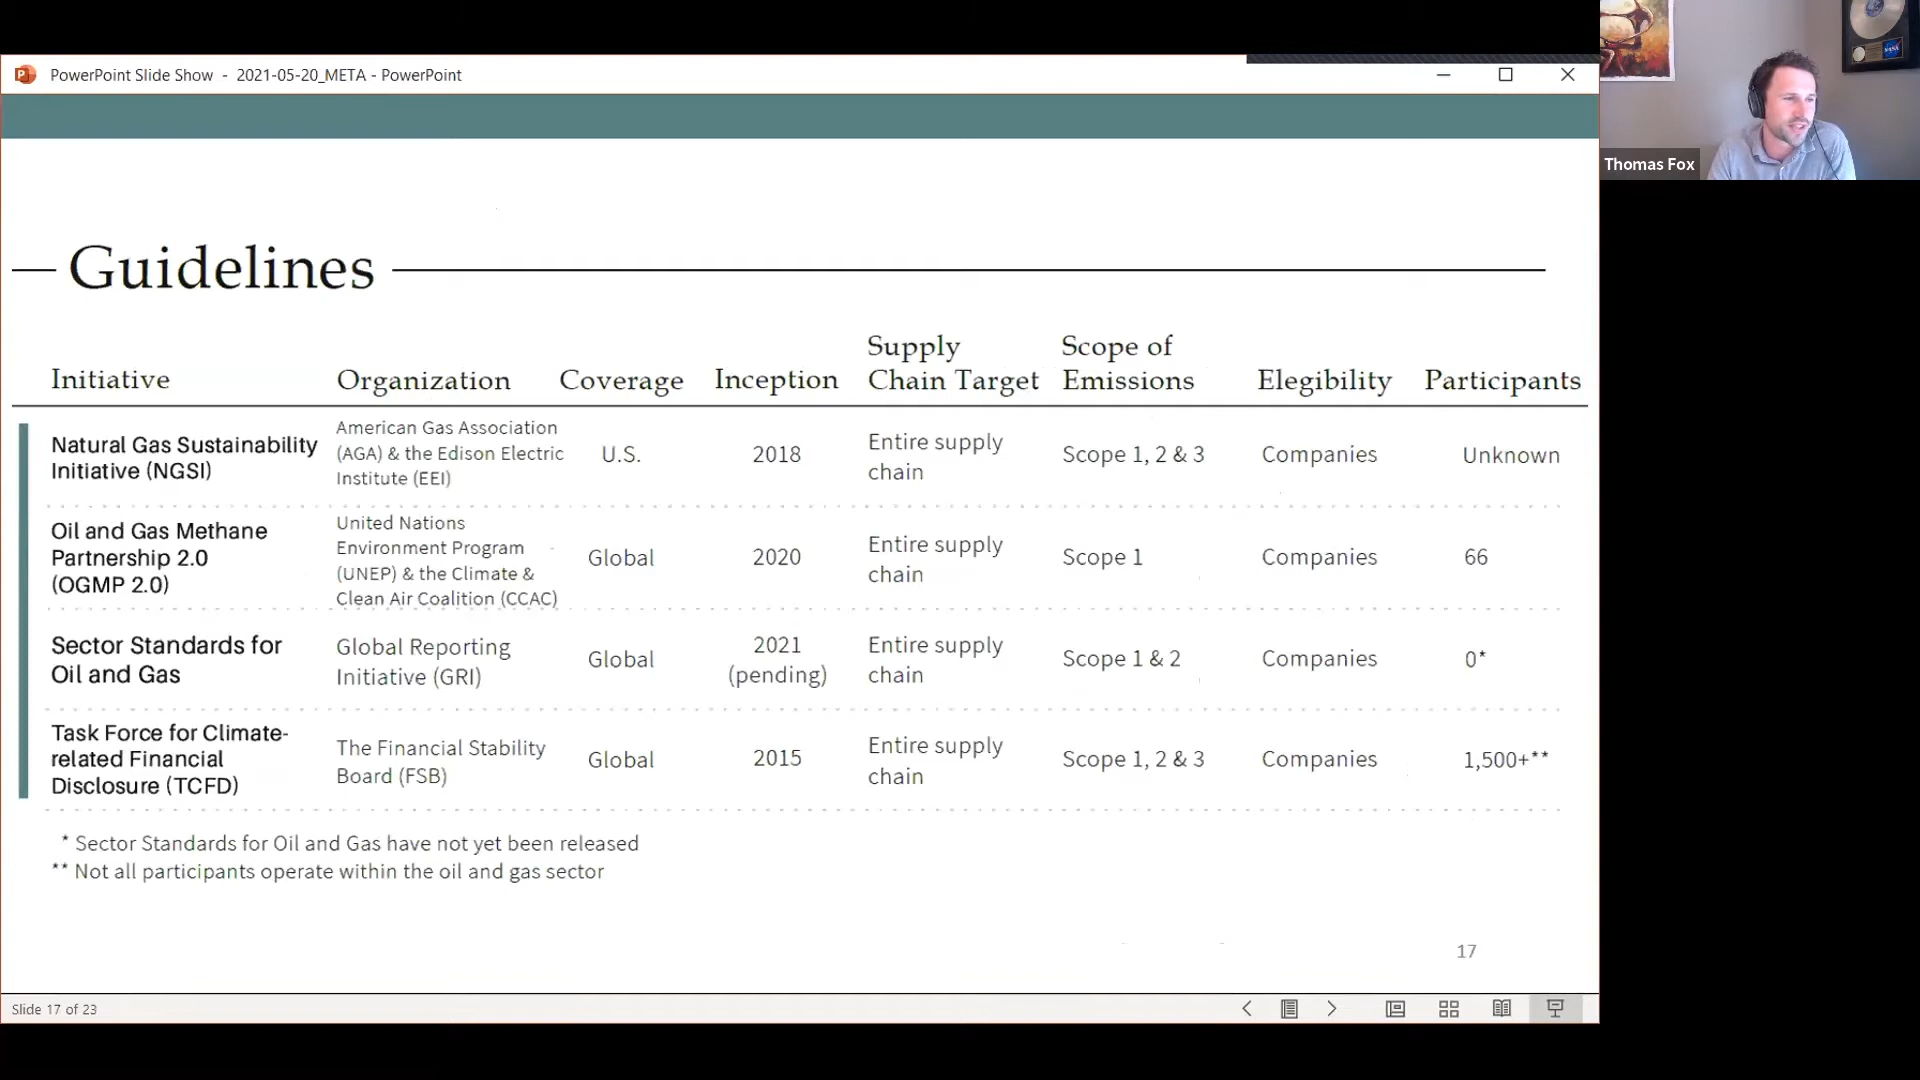 PowerPoint Slide Show - 2021-05-20_META - PowerPoint
Thomas Fox
Guidelines
Initiative
Organization
Coverage
Inception
Supply
Chain Target
Scope of
Emissions
Elegibility
Participants
Natural Gas Sustainability
Initiative (NGSI)
American Gas Association
(AGA) & the Edison Electric
Institute (EEI)
U.S.
2018
Entire supply
chain
Scope 1, 2 & 3
Companies
Unknown
Oil and Gas Methane
Partnership 2.0
(OGMP 2.0)
United Nations
Environment Program
(UNEP) & the Climate &
Clean Air Coalition (CCAC)
Global
2020
Entire supply
chain
Scope 1
Companies
66
Sector Standards for
Oil and Gas
Global Reporting
Initiative (GRI)
Global
2021
(pending)
Entire supply
chain
Scope 1 & 2
Companies
0*
Task Force for Climate-
related Financial
Disclosure (TCFD)
The Financial Stability
Board (FSB)
Global
2015
Entire supply
chain
Scope 1, 2 & 3
Companies
1,500+**
* Sector Standards for Oil and Gas have not yet been released
** Not all participants operate within the oil and gas sector
17
Slide 17 of 23